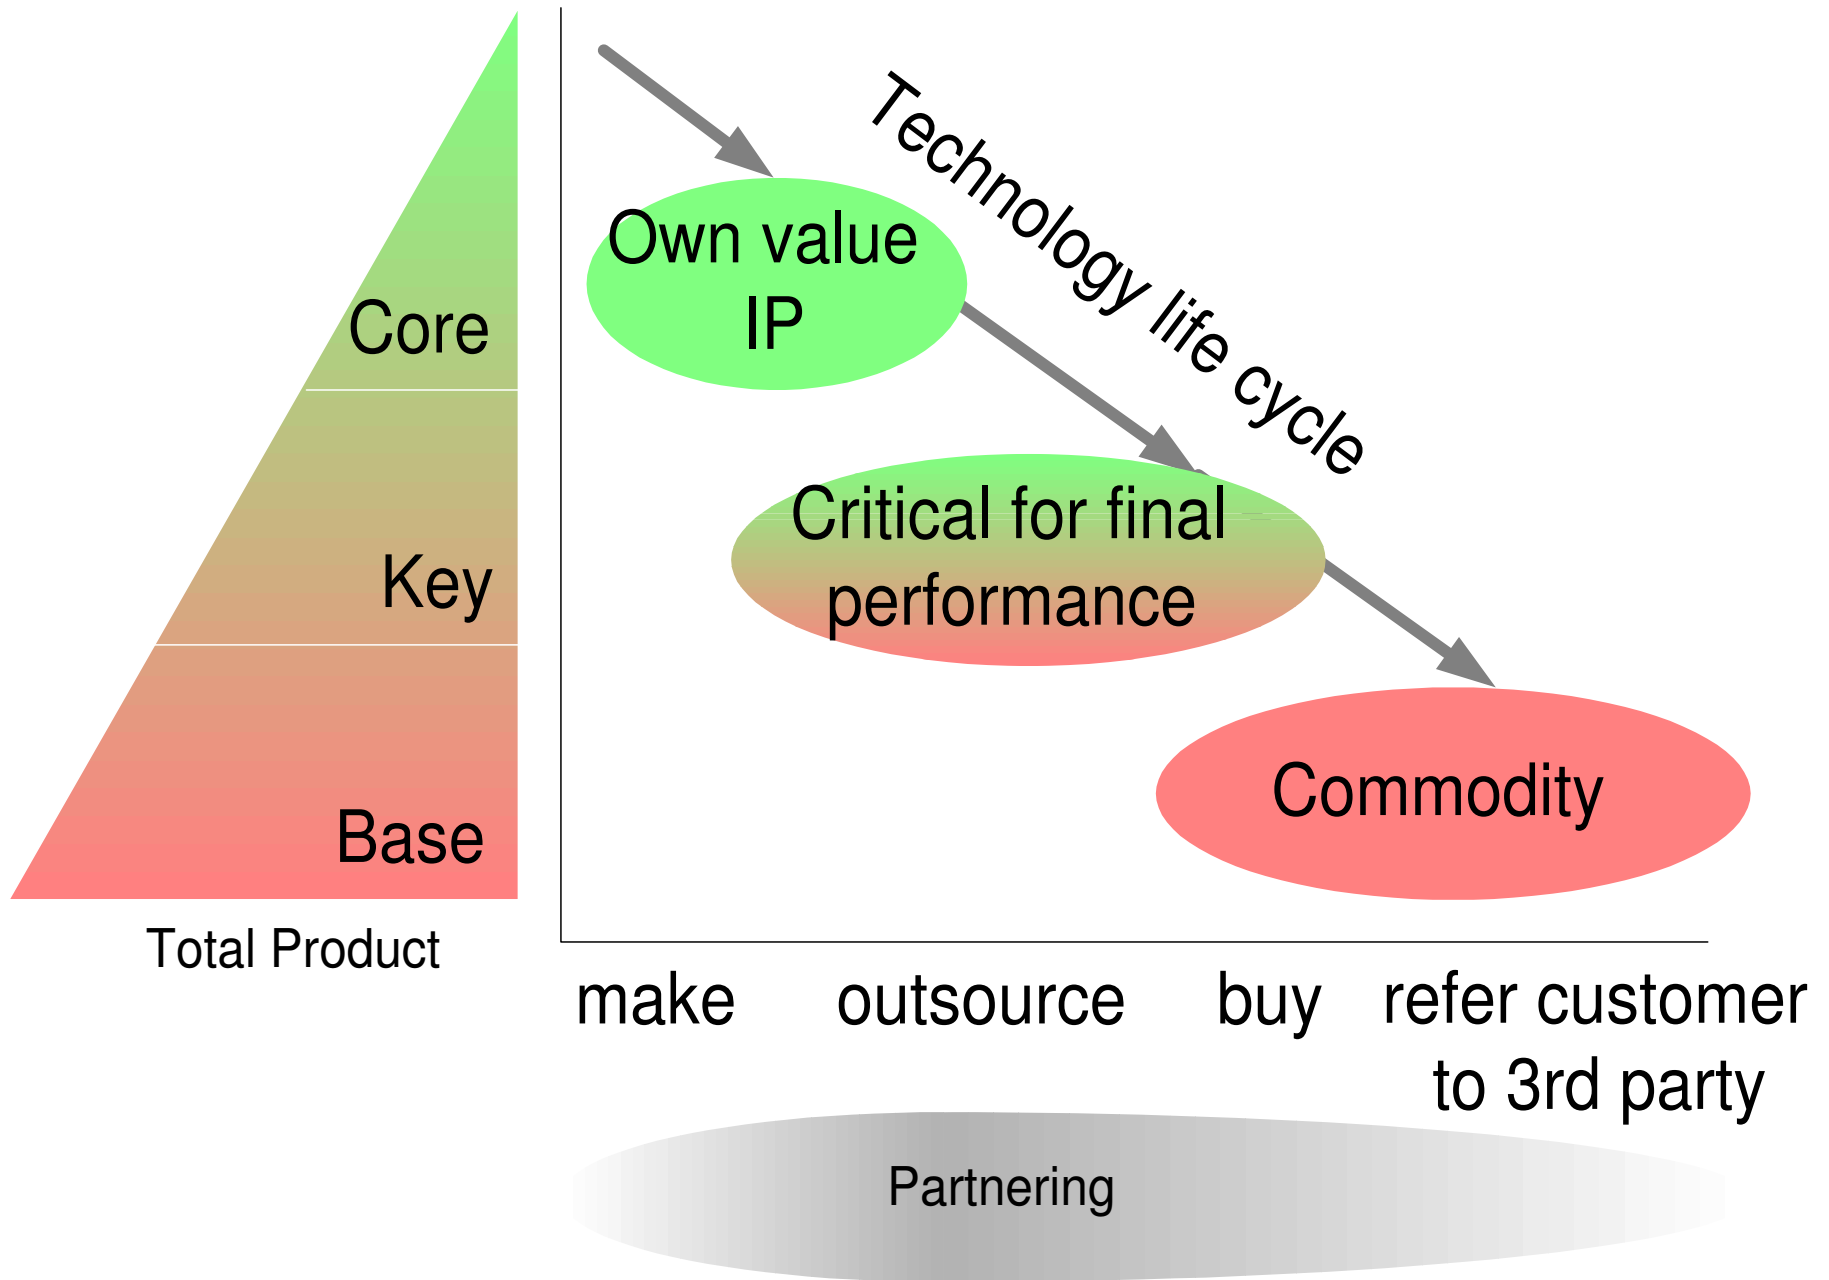 Core
Key
Base
Total Product
Technology life cycle
Own value
IP
Critical for final
performance
Commodity
make
outsource
buy
refer customer
to 3rd party
Partnering